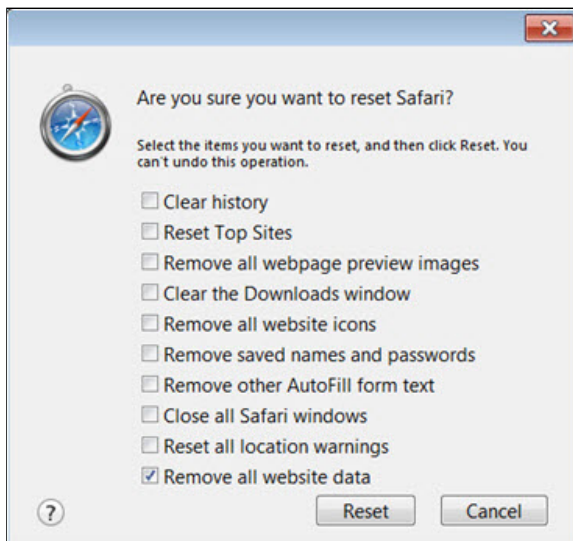 Are you sure you want to reset Safari?
Select the items you want to reset, and then click Reset. You
can't undo this operation.
Clear history
Reset Top Sites
Remove all webpage preview images
Clear the Downloads window
Remove all website icons
Remove saved names and passwords
Remove other AutoFill form text
Close all Safari windows
Reset all location warnings
Remove all website data
? Reset Cancel